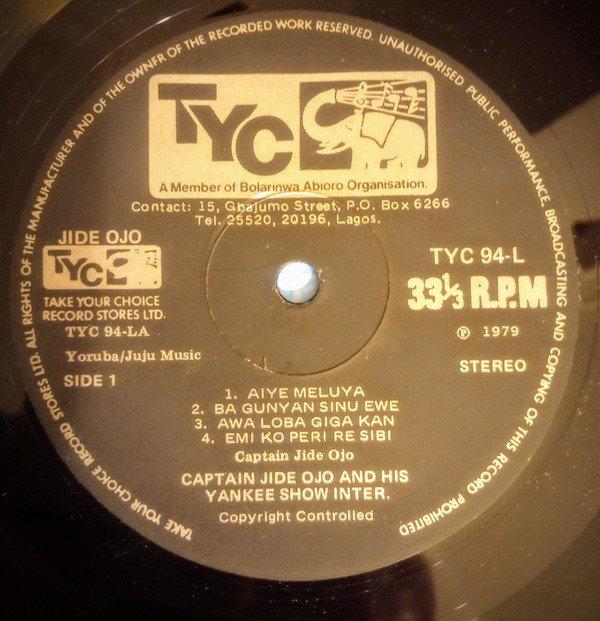 TAKE YOUR CHOICE RECORD STORES LTD. ALL RIGHTS OF THE MANUFACTURER AND OF THE OWNER OF THE RECORDED WORK RESERVED. UNAUTHORISED PUBLIC PERFORMANCE, BROADCASTING AND COPYING OF THIS RECORD PROHIBITED
TYC
A Member of Bolarinwa Abioro Organisation.
Contact: 15, Gbajumo Street, P.O. Box 6266
Tel. 25520, 20196, Lagos.
JIDE OJO
TYC
TAKE YOUR CHOICE
RECORD STORES LTD.
TYC 94-LA
Yoruba/Juju Music
SIDE 1
TYC 94-L
33⅓ R.P.M
℗ 1979
STEREO
1. AIYE MELUYA
2. BA GUNYAN SINU EWE
3. AWA LOBA GIGA KAN
4. EMI KO PERI RE SIBI
Captain Jide Ojo
CAPTAIN JIDE OJO AND HIS
YANKEE SHOW INTER.
Copyright Controlled